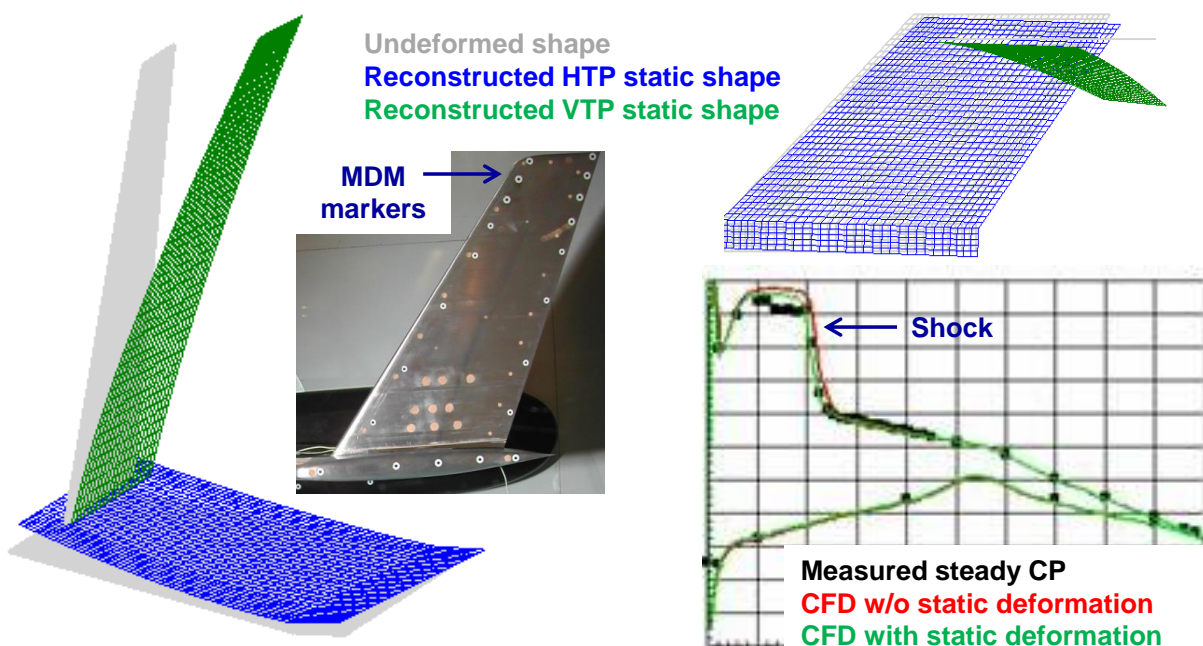 Undeformed shape
Reconstructed HTP static shape
Reconstructed VTP static shape
MDM
markers
Shock
Measured steady CP
CFD w/o static deformation
CFD with static deformation